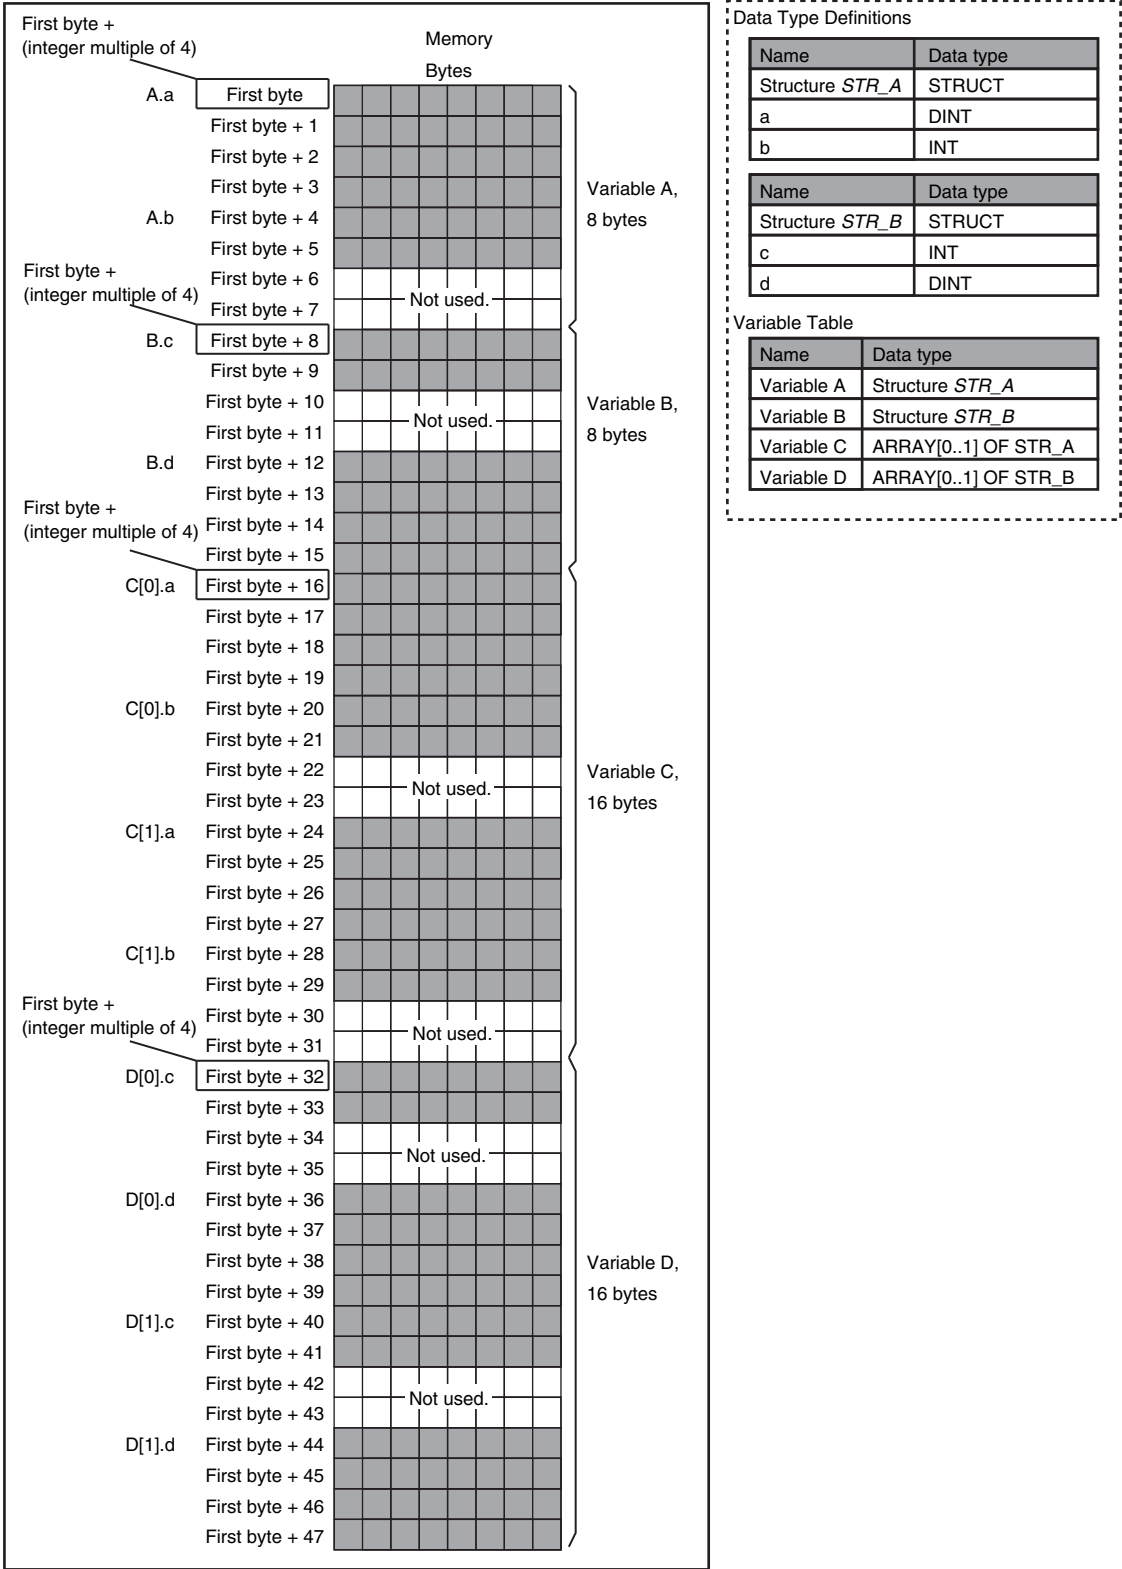 First byte +
(integer multiple of 4)
Memory
Bytes
A.a First byte
First byte + 1
First byte + 2
First byte + 3
A.b First byte + 4
First byte + 5
First byte + 6
First byte + 7
Not used.
Variable A,
8 bytes
First byte +
(integer multiple of 4)
B.c First byte + 8
First byte + 9
First byte + 10
First byte + 11
Not used.
B.d First byte + 12
First byte + 13
First byte + 14
First byte + 15
Variable B,
8 bytes
First byte +
(integer multiple of 4)
C[0].a First byte + 16
First byte + 17
First byte + 18
First byte + 19
C[0].b First byte + 20
First byte + 21
First byte + 22
First byte + 23
Not used.
C[1].a First byte + 24
First byte + 25
First byte + 26
First byte + 27
C[1].b First byte + 28
First byte + 29
First byte + 30
First byte + 31
Not used.
Variable C,
16 bytes
First byte +
(integer multiple of 4)
D[0].c First byte + 32
First byte + 33
First byte + 34
First byte + 35
Not used.
D[0].d First byte + 36
First byte + 37
First byte + 38
First byte + 39
D[1].c First byte + 40
First byte + 41
First byte + 42
First byte + 43
Not used.
D[1].d First byte + 44
First byte + 45
First byte + 46
First byte + 47
Variable D,
16 bytes
Data Type Definitions
Name Data type
Structure STR_A STRUCT
a DINT
b INT
Name Data type
Structure STR_B STRUCT
c INT
d DINT
Variable Table
Name Data type
Variable A Structure STR_A
Variable B Structure STR_B
Variable C ARRAY[0..1] OF STR_A
Variable D ARRAY[0..1] OF STR_B